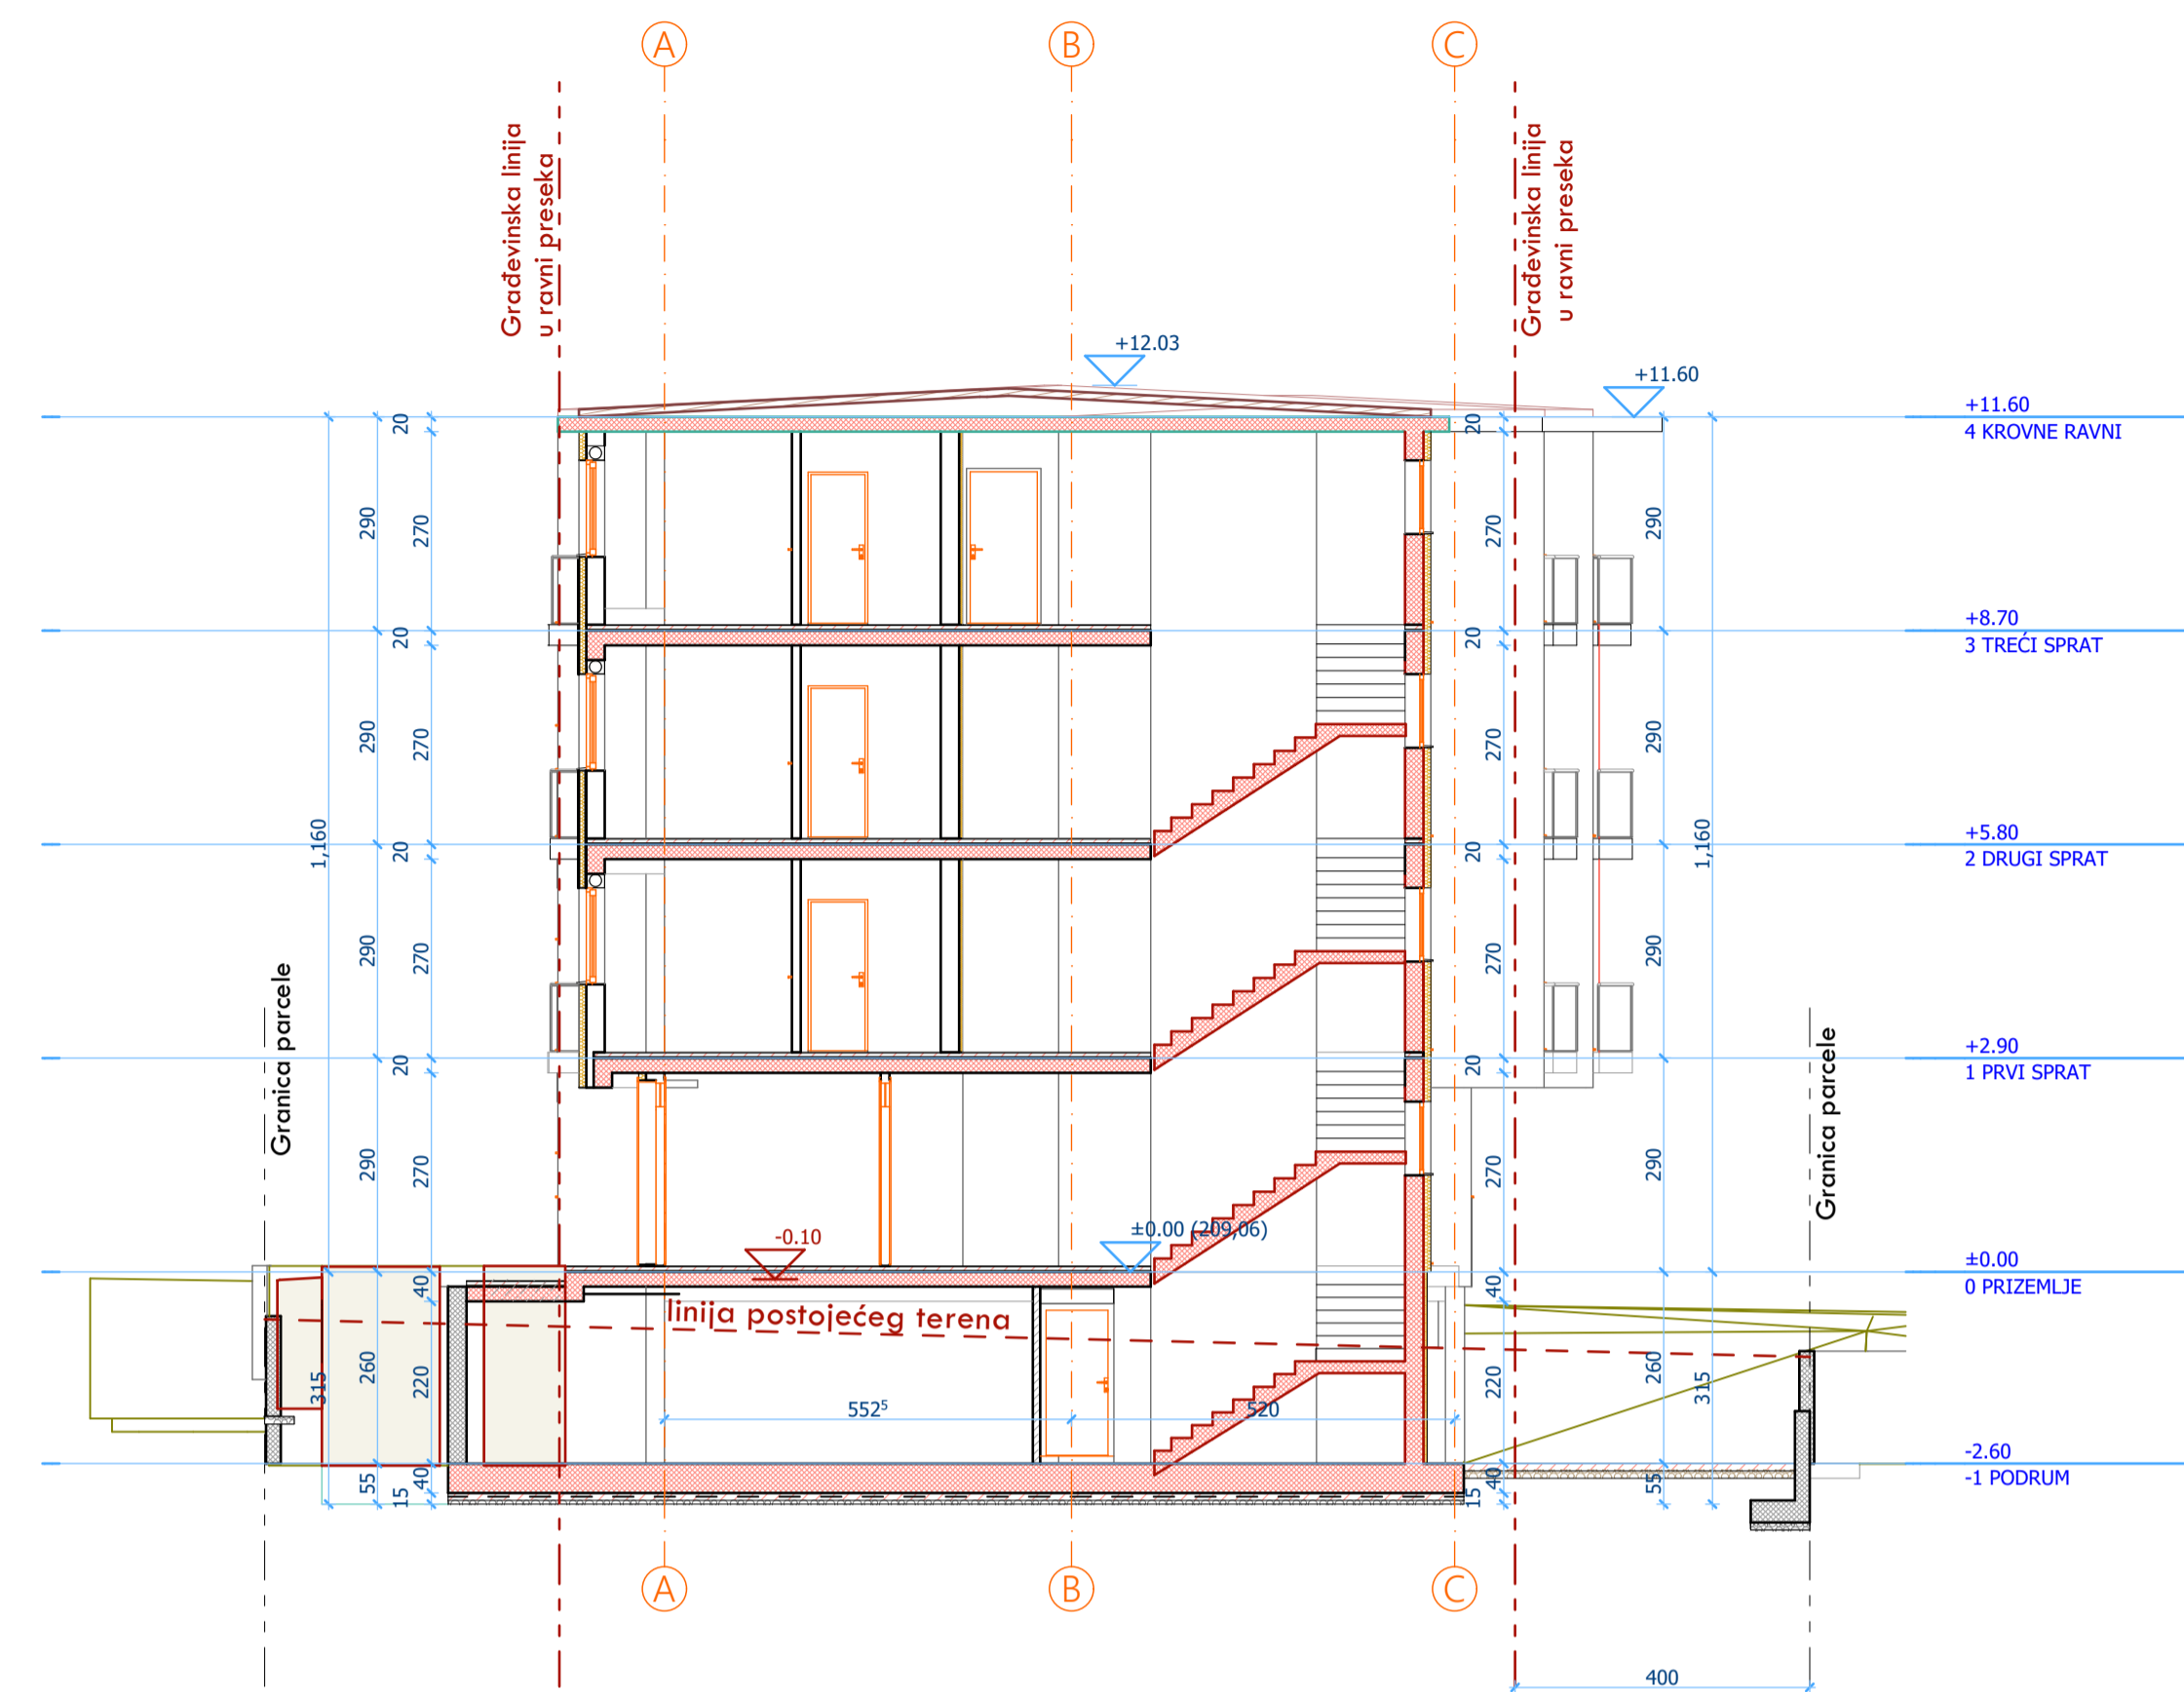 A
B
C
Građevinska linija
u ravni preseka
Građevinska linija
u ravni preseka
+12.03
+11.60
+11.60
4 KROVNE RAVNI
20
20
290
270
270
290
+8.70
3 TREĆI SPRAT
20
20
290
270
270
290
1,160
1,160
+5.80
2 DRUGI SPRAT
20
20
290
270
270
290
Granica parcele
Granica parcele
+2.90
1 PRVI SPRAT
20
20
290
270
270
290
-0.10
±0.00 (209,06)
±0.00
0 PRIZEMLJE
40
40
linija postojećeg terena
315
260
220
552⁵
520
220
260
315
-2.60
-1 PODRUM
55
15
40
15
40
55
A
B
C
400